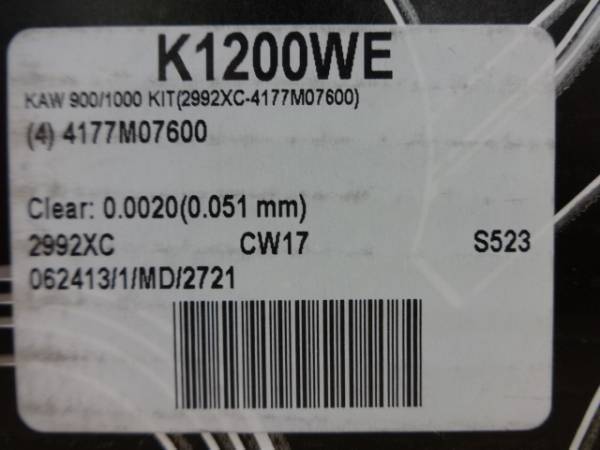 K1200WE
KAW 900/1000 KIT(2992XC-4177M07600)
(4) 4177M07600
Clear: 0.0020(0.051 mm)
2992XC CW17 S523
062413/1/MD/2721